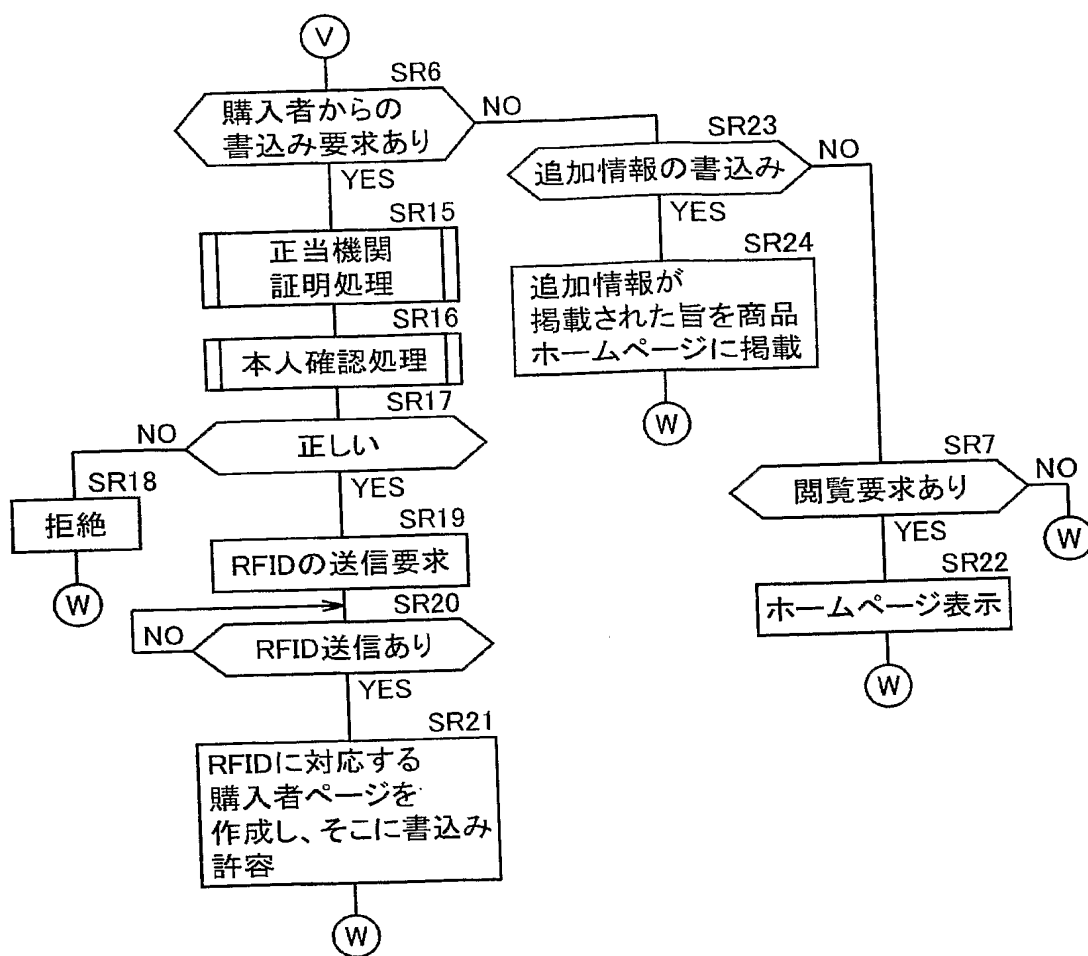 V
SR6
購入者からの
書込み要求あり
NO
YES
SR15
正当機関
証明処理
SR16
本人確認処理
SR17
正しい
NO
YES
SR18
拒絶
W
SR19
RFIDの送信要求
SR20
RFID送信あり
NO
YES
SR21
RFIDに対応する
購入者ページを
作成し、そこに書込み
許容
W
SR23
追加情報の書込み
NO
YES
SR24
追加情報が
掲載された旨を商品
ホームページに掲載
W
SR7
閲覧要求あり
NO
W
YES
SR22
ホームページ表示
W